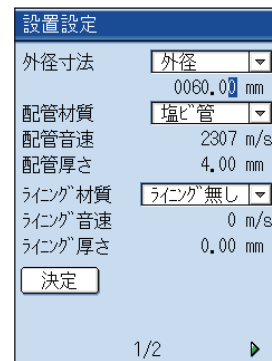 設置設定
外径寸法 外径
0060.00 mm
配管材質 塩ビ管
配管音速 2307 m/s
配管厚さ 4.00 mm
ﾗｲﾆﾝｸﾞ材質 ﾗｲﾆﾝｸﾞ無し
ﾗｲﾆﾝｸﾞ音速 0 m/s
ﾗｲﾆﾝｸﾞ厚さ 0.00 mm
決定
1/2